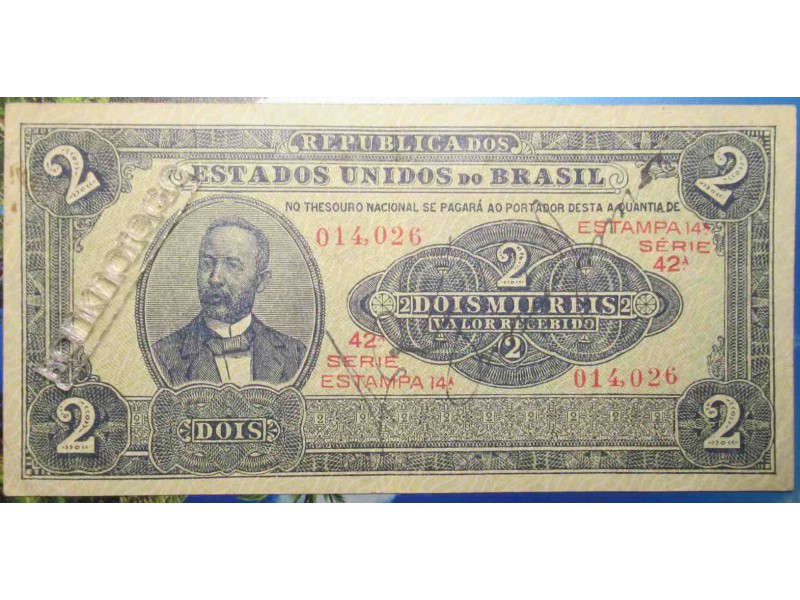 2
REPUBLICA DOS
2
ESTADOS UNIDOS DO BRASIL
NO THESOURO NACIONAL SE PAGARÁ AO PORTADOR DESTA A QUANTIA DE
014,026
ESTAMPA 14ª
SÉRIE
42ª
2
2 DOIS MIL REIS 2
VALOR RECEBIDO
2
42ª
SÉRIE
ESTAMPA 14ª
014,026
2
DOIS
2